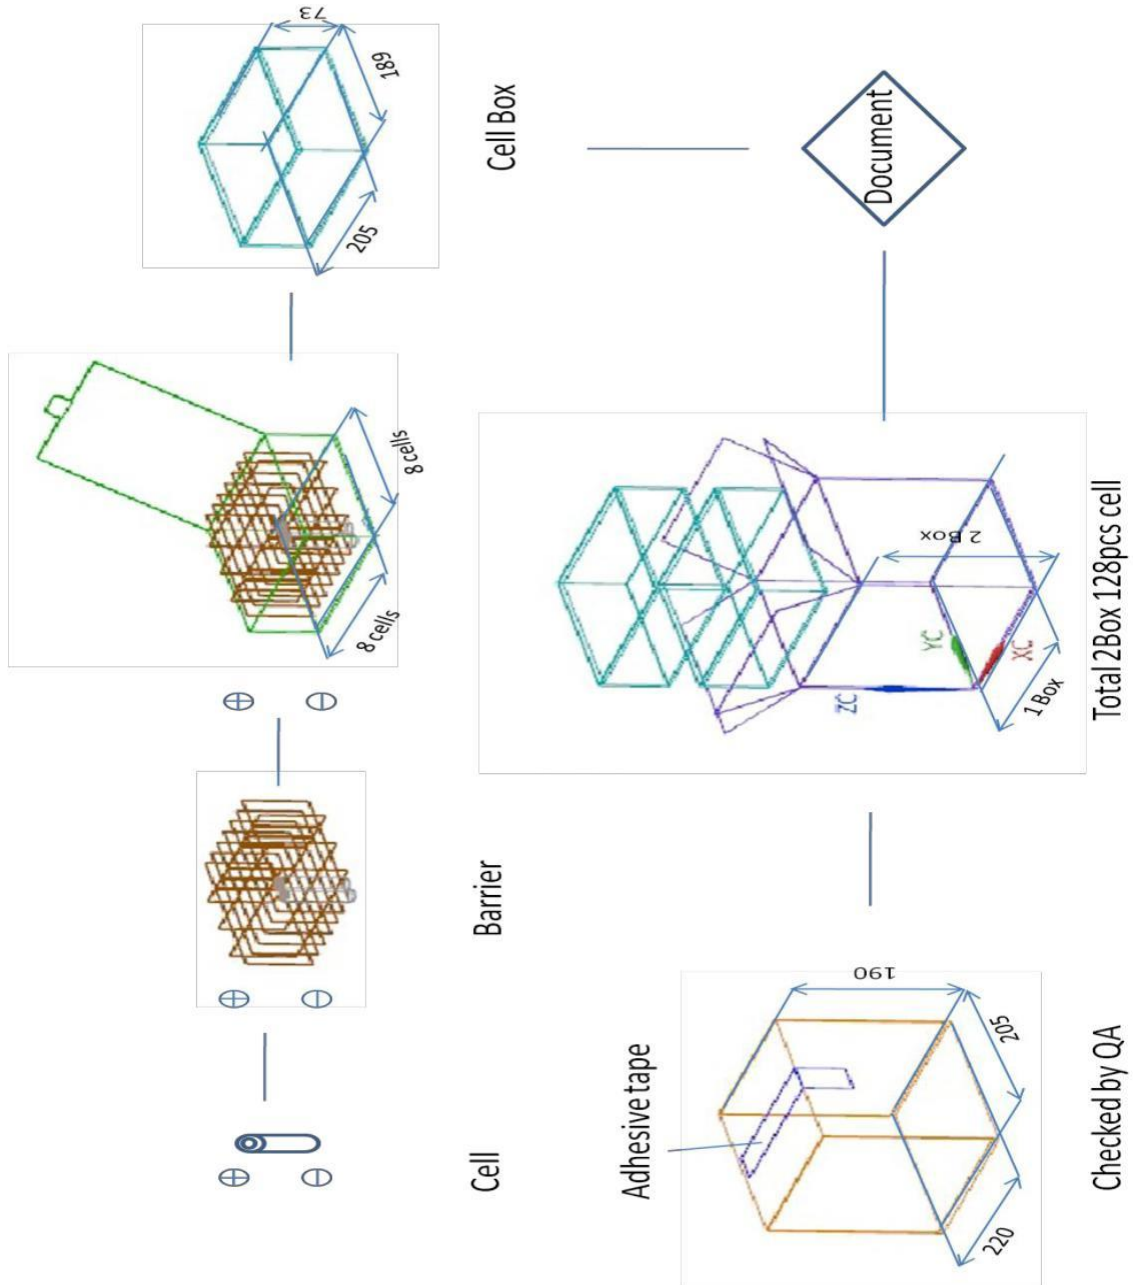 Cell
Barrier
8 cells
8 cells
205
189
73
Cell Box
Document
2 Box
1 Box
ZC
YC
XC
Total 2Box 128pcs cell
Adhesive tape
190
205
220
Checked by QA